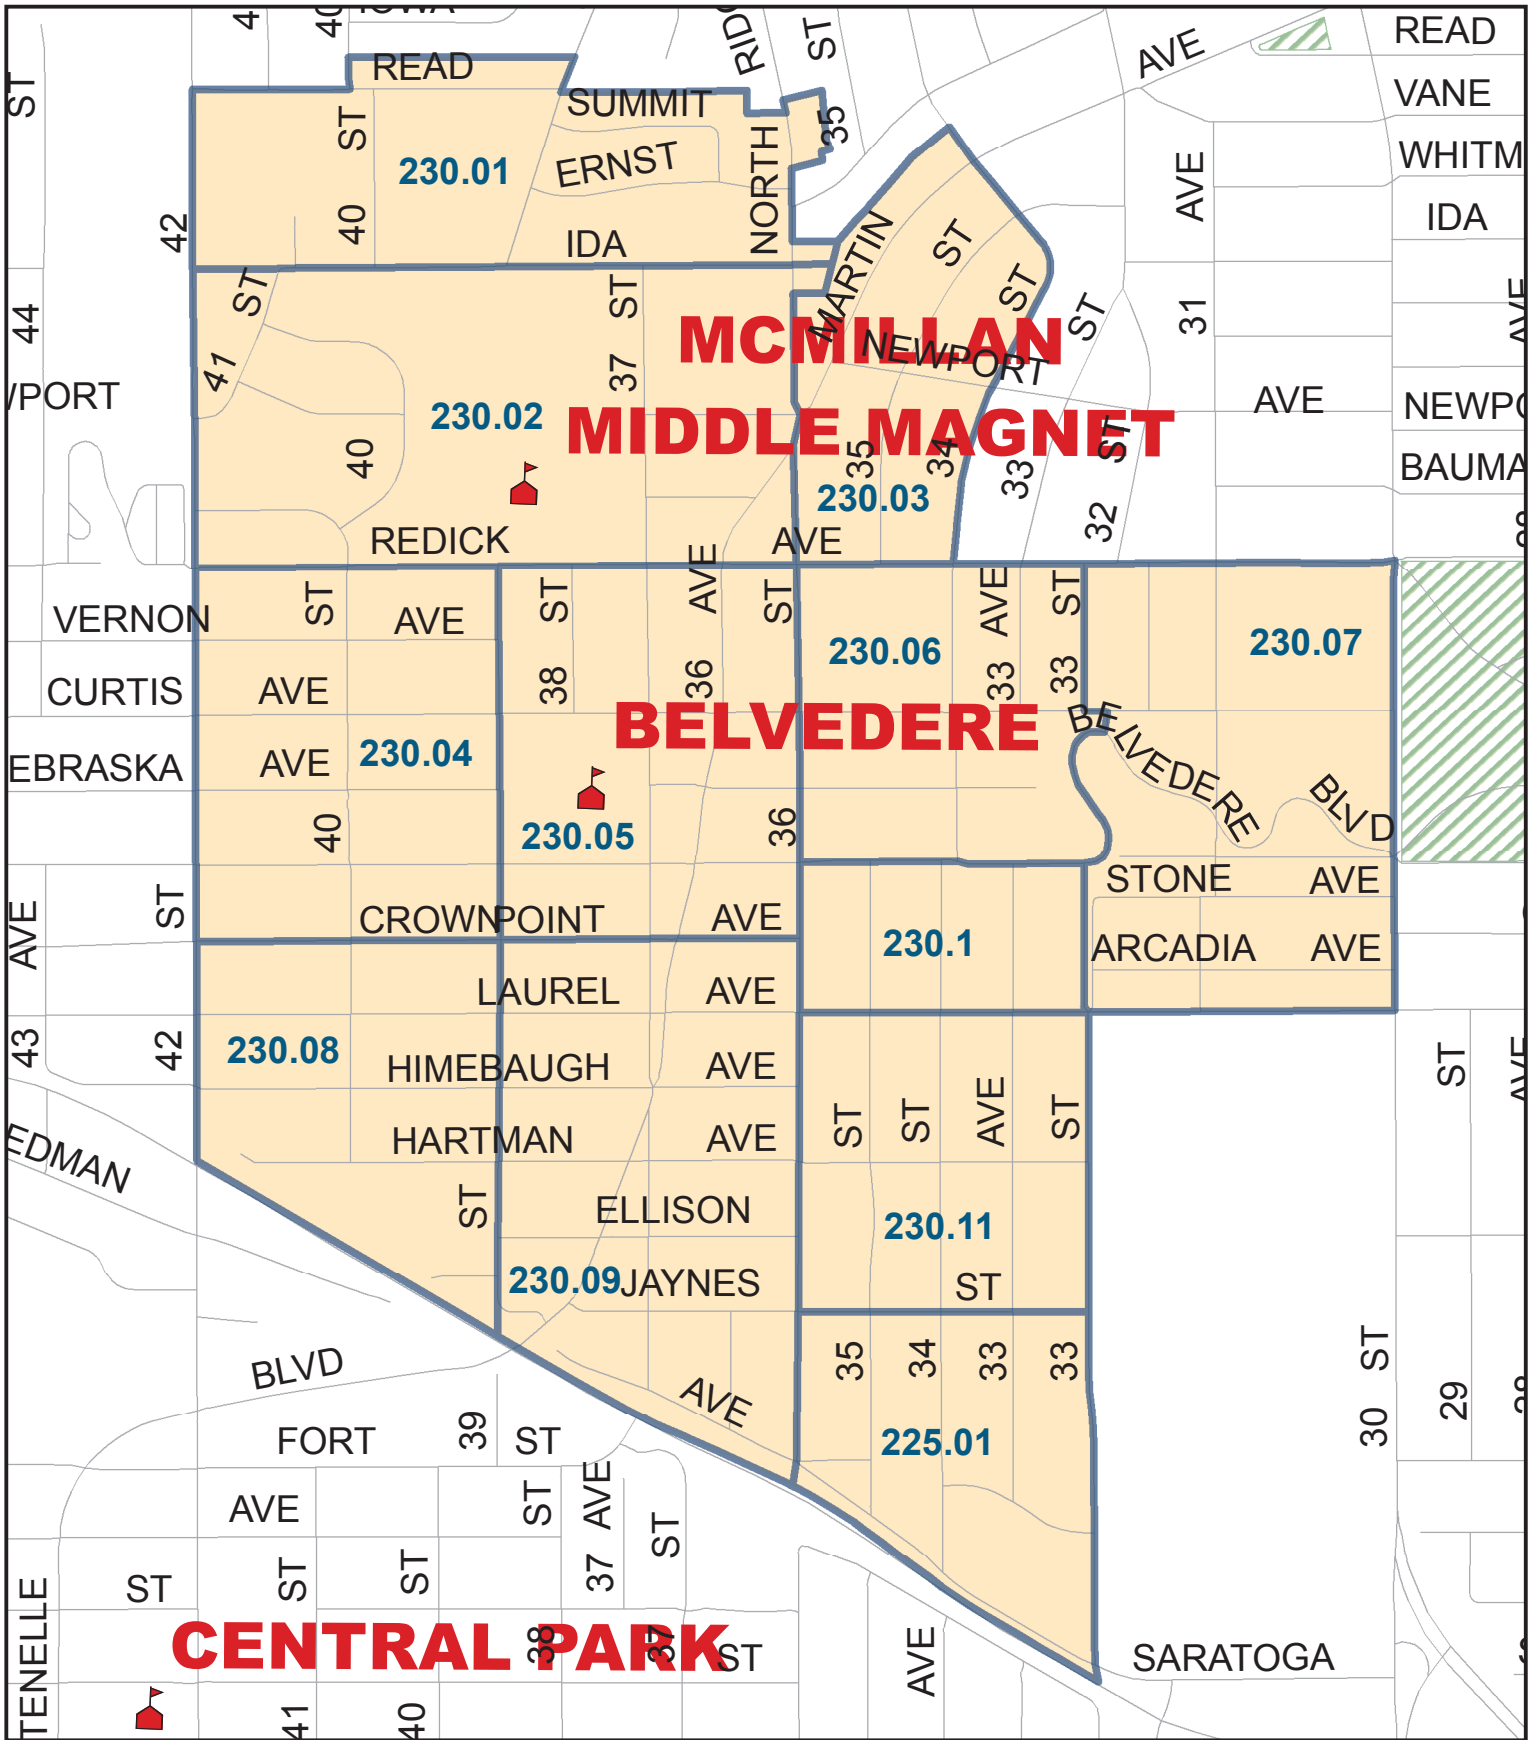 IOWA
READ
READ
AVE
ST
ST
SUMMIT
VANE
ST
35
ERNST
WHITM
230.01
AVE
40
NORTH
42
IDA
IDA
MARTIN
ST
ST
ST
ST
44
41
37
31
ST
MCMILLAN
NEWPORT
AVE
NEWPO
230.02
MIDDLE MAGNET
ST
40
35
34
33
BAUMA
230.03
32
REDICK
AVE
VERNON
ST
AVE
ST
AVE
ST
AVE
ST
230.06
230.07
CURTIS
AVE
38
36
33
33
BELVEDERE
BELVEDERE
BLVD
EBRASKA
AVE
230.04
40
230.05
36
STONE
AVE
AVE
ST
CROWNPOINT
AVE
230.1
ARCADIA
AVE
LAUREL
AVE
43
42
230.08
HIMEBAUGH
AVE
ST
HARTMAN
AVE
ST
ST
AVE
ST
EDMAN
ST
ELLISON
230.11
230.09
JAYNES
ST
BLVD
35
34
33
33
ST
AVE
FORT
39
ST
225.01
30
29
AVE
ST
AVE
ST
ST
ST
ST
37
TENELLE
CENTRAL PARK
38
37
ST
AVE
SARATOGA
41
40